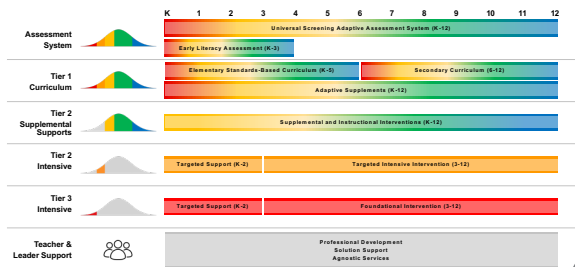 K 1 2 3 4 5 6 7 8 9 10 11 12
Assessment
System
Universal Screening Adaptive Assessment System (K-12)
Early Literacy Assessment (K-3)
Tier 1
Curriculum
Elementary Standards-Based Curriculum (K-5)
Secondary Curriculum (6-12)
Adaptive Supplements (K-12)
Tier 2
Supplemental
Supports
Supplemental and Instructional Interventions (K-12)
Tier 2
Intensive
Targeted Support (K-2)
Targeted Intensive Intervention (3-12)
Tier 3
Intensive
Targeted Support (K-2)
Foundational Intervention (3-12)
Teacher &
Leader Support
Professional Development
Solution Support
Agnostic Services